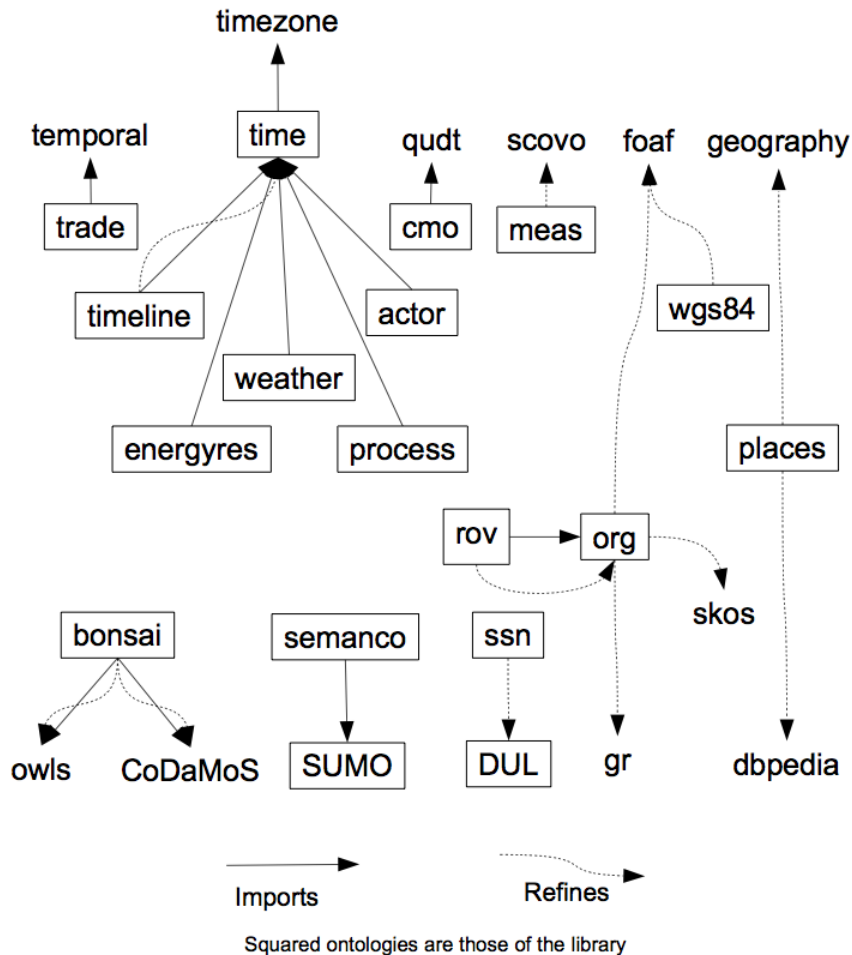 timezone
temporal
time
qudt
scovo
foaf
geography
trade
cmo
meas
timeline
actor
wgs84
weather
energyres
process
places
rov
org
skos
bonsai
semanco
ssn
owls
CoDaMoS
SUMO
DUL
gr
dbpedia
Imports
Refines
Squared ontologies are those of the library